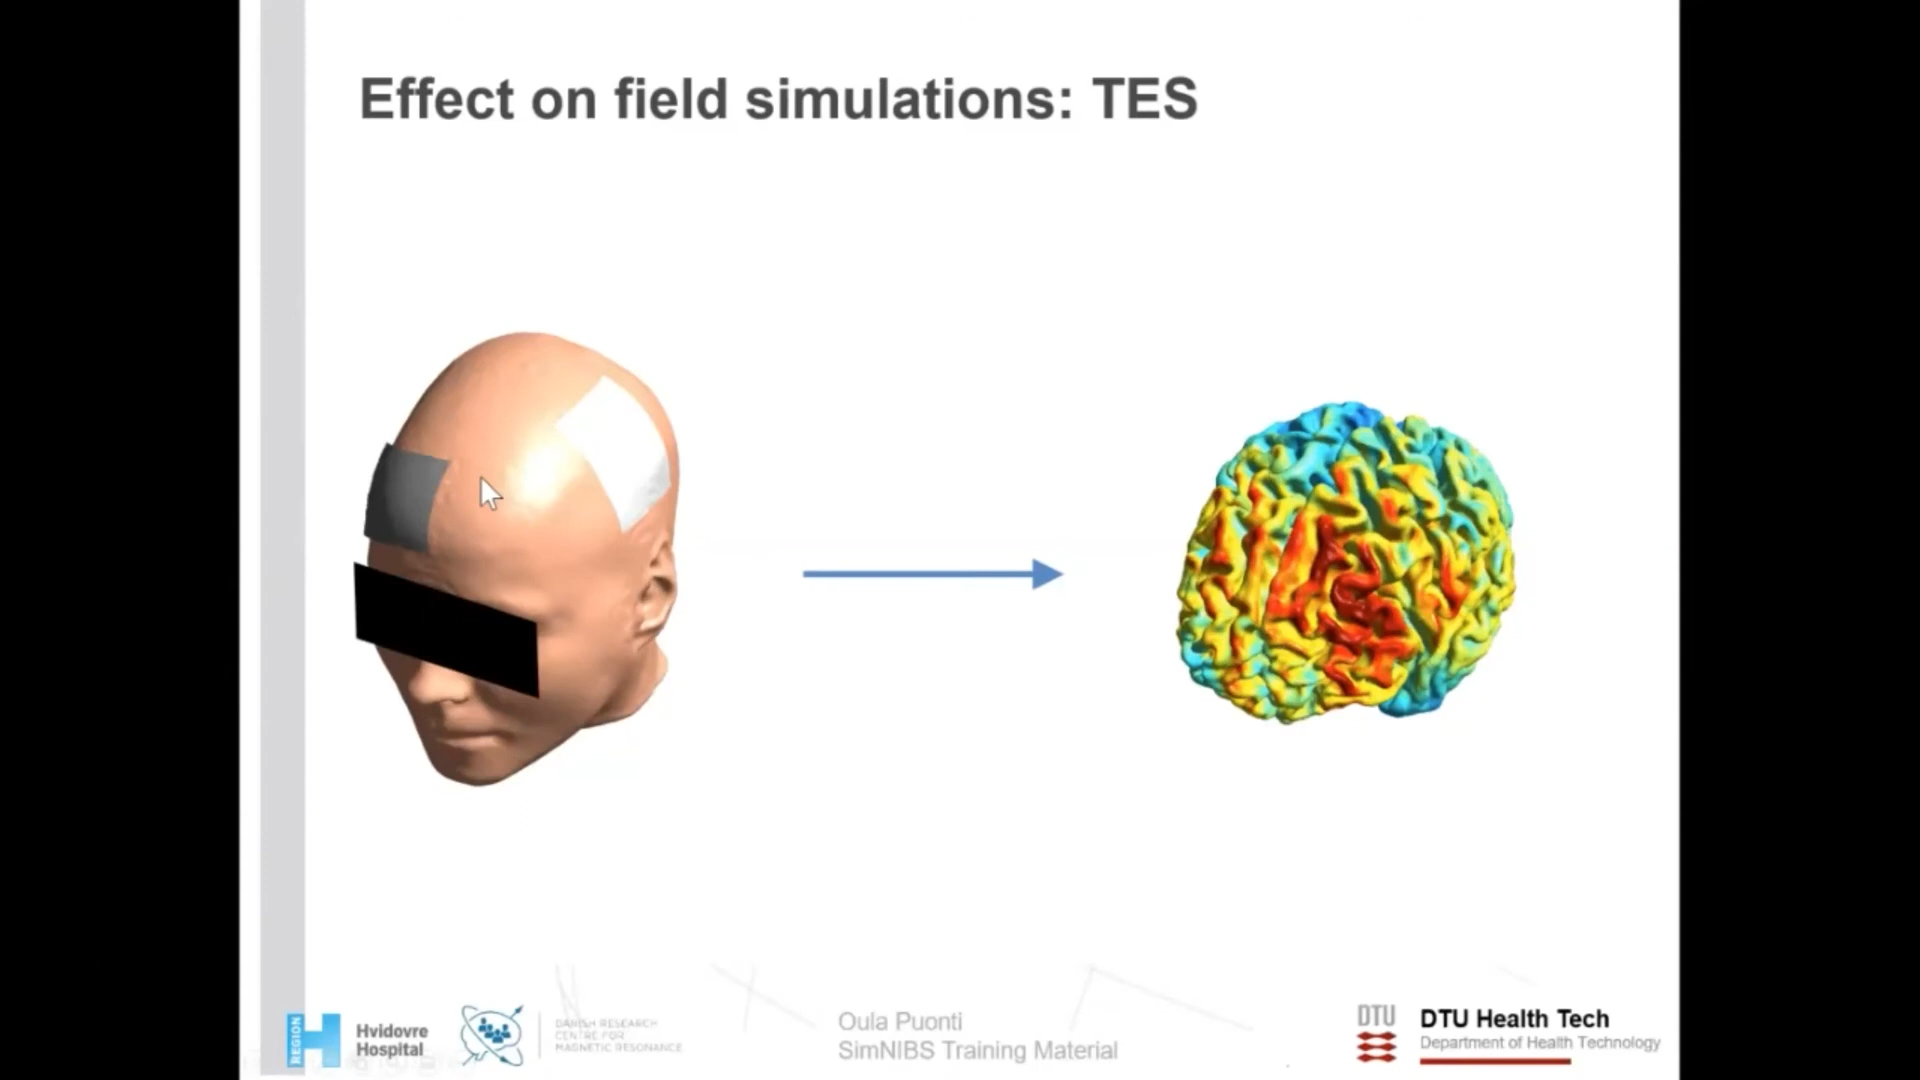 Effect on field simulations: TES
REGION
Hvidovre
Hospital
DANISH RESEARCH
CENTRE FOR
MAGNETIC RESONANCE
Oula Puonti
SimNIBS Training Material
DTU
DTU Health Tech
Department of Health Technology